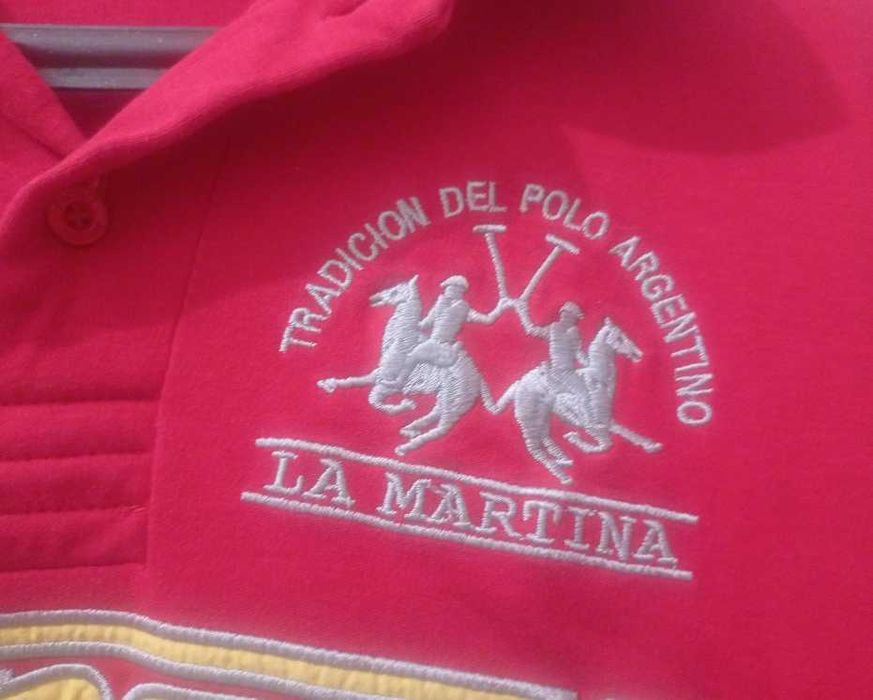 TRADICION DEL POLO ARGENTINO
LA MARTINA